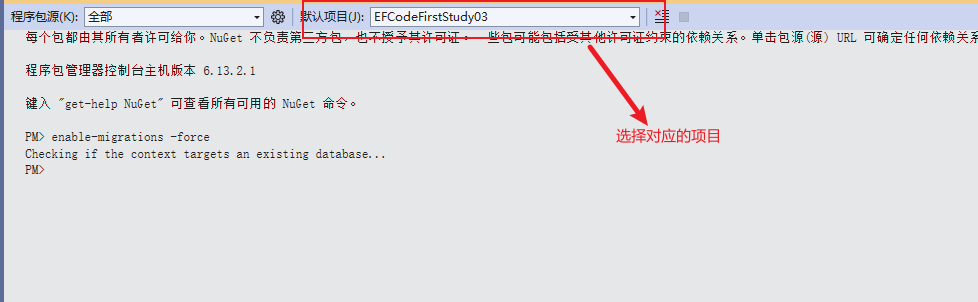 程序包源(K): 全部 默认项目(J): EFCodeFirstStudy03
每个包都由其所有者许可给你。NuGet 不负责第三方包，也不授予其许可证。一些包可能包括受其他许可证约束的依赖关系。单击包源(源) URL 可确定任何依赖关系
程序包管理器控制台主机版本 6.13.2.1
键入 "get-help NuGet" 可查看所有可用的 NuGet 命令。
PM> enable-migrations -force
选择对应的项目
Checking if the context targets an existing database...
PM>